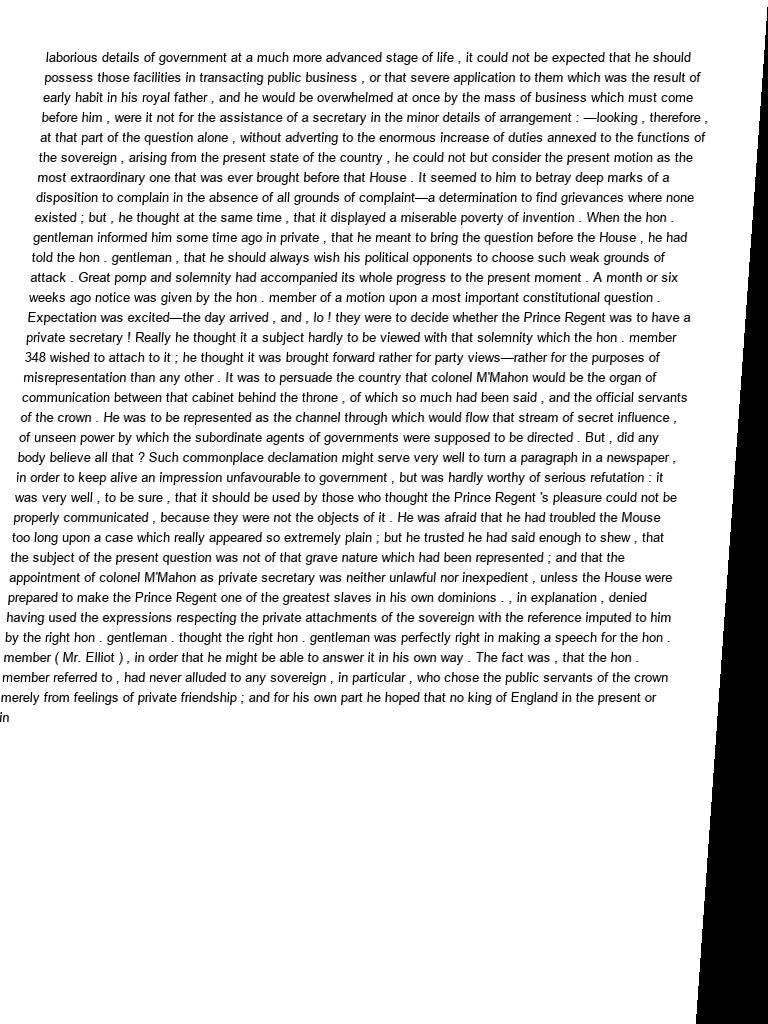 laborious details of government at a much more advanced stage of life , it could not be expected that he should
possess those facilities in transacting public business , or that severe application to them which was the result of
early habit in his royal father , and he would be overwhelmed at once by the mass of business which must come
before him , were it not for the assistance of a secretary in the minor details of arrangement : —looking , therefore ,
at that part of the question alone , without adverting to the enormous increase of duties annexed to the functions of
the sovereign , arising from the present state of the country , he could not but consider the present motion as the
most extraordinary one that was ever brought before that House . It seemed to him to betray deep marks of a
disposition to complain in the absence of all grounds of complaint—a determination to find grievances where none
existed ; but , he thought at the same time , that it displayed a miserable poverty of invention . When the hon .
gentleman informed him some time ago in private , that he meant to bring the question before the House , he had
told the hon . gentleman , that he should always wish his political opponents to choose such weak grounds of
attack . Great pomp and solemnity had accompanied its whole progress to the present moment . A month or six
weeks ago notice was given by the hon . member of a motion upon a most important constitutional question .
Expectation was excited—the day arrived , and , lo ! they were to decide whether the Prince Regent was to have a
private secretary ! Really he thought it a subject hardly to be viewed with that solemnity which the hon . member
348 wished to attach to it ; he thought it was brought forward rather for party views—rather for the purposes of
misrepresentation than any other . It was to persuade the country that colonel M'Mahon would be the organ of
communication between that cabinet behind the throne , of which so much had been said , and the official servants
of the crown . He was to be represented as the channel through which would flow that stream of secret influence ,
of unseen power by which the subordinate agents of governments were supposed to be directed . But , did any
body believe all that ? Such commonplace declamation might serve very well to turn a paragraph in a newspaper ,
in order to keep alive an impression unfavourable to government , but was hardly worthy of serious refutation : it
was very well , to be sure , that it should be used by those who thought the Prince Regent 's pleasure could not be
properly communicated , because they were not the objects of it . He was afraid that he had troubled the Mouse
too long upon a case which really appeared so extremely plain ; but he trusted he had said enough to shew , that
the subject of the present question was not of that grave nature which had been represented ; and that the
appointment of colonel M'Mahon as private secretary was neither unlawful nor inexpedient , unless the House were
prepared to make the Prince Regent one of the greatest slaves in his own dominions . , in explanation , denied
having used the expressions respecting the private attachments of the sovereign with the reference imputed to him
by the right hon . gentleman . thought the right hon . gentleman was perfectly right in making a speech for the hon .
member ( Mr. Elliot ) , in order that he might be able to answer it in his own way . The fact was , that the hon .
member referred to , had never alluded to any sovereign , in particular , who chose the public servants of the crown
merely from feelings of private friendship ; and for his own part he hoped that no king of England in the present or
in